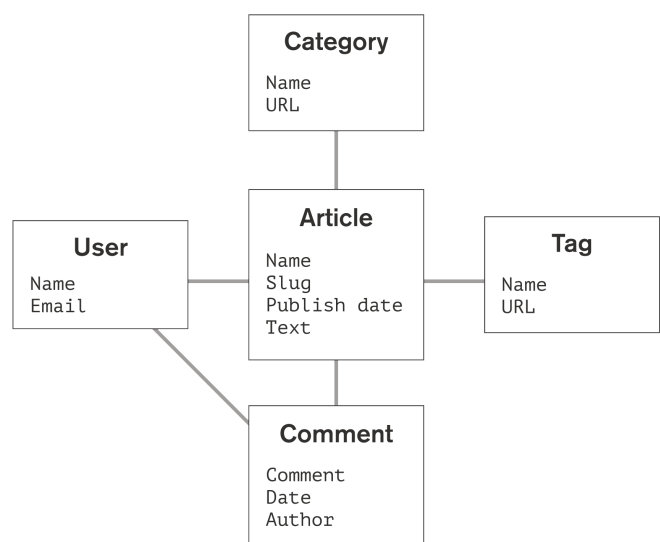 Category
Name
URL
Article
Name
Slug
Publish date
Text
User
Name
Email
Tag
Name
URL
Comment
Comment
Date
Author